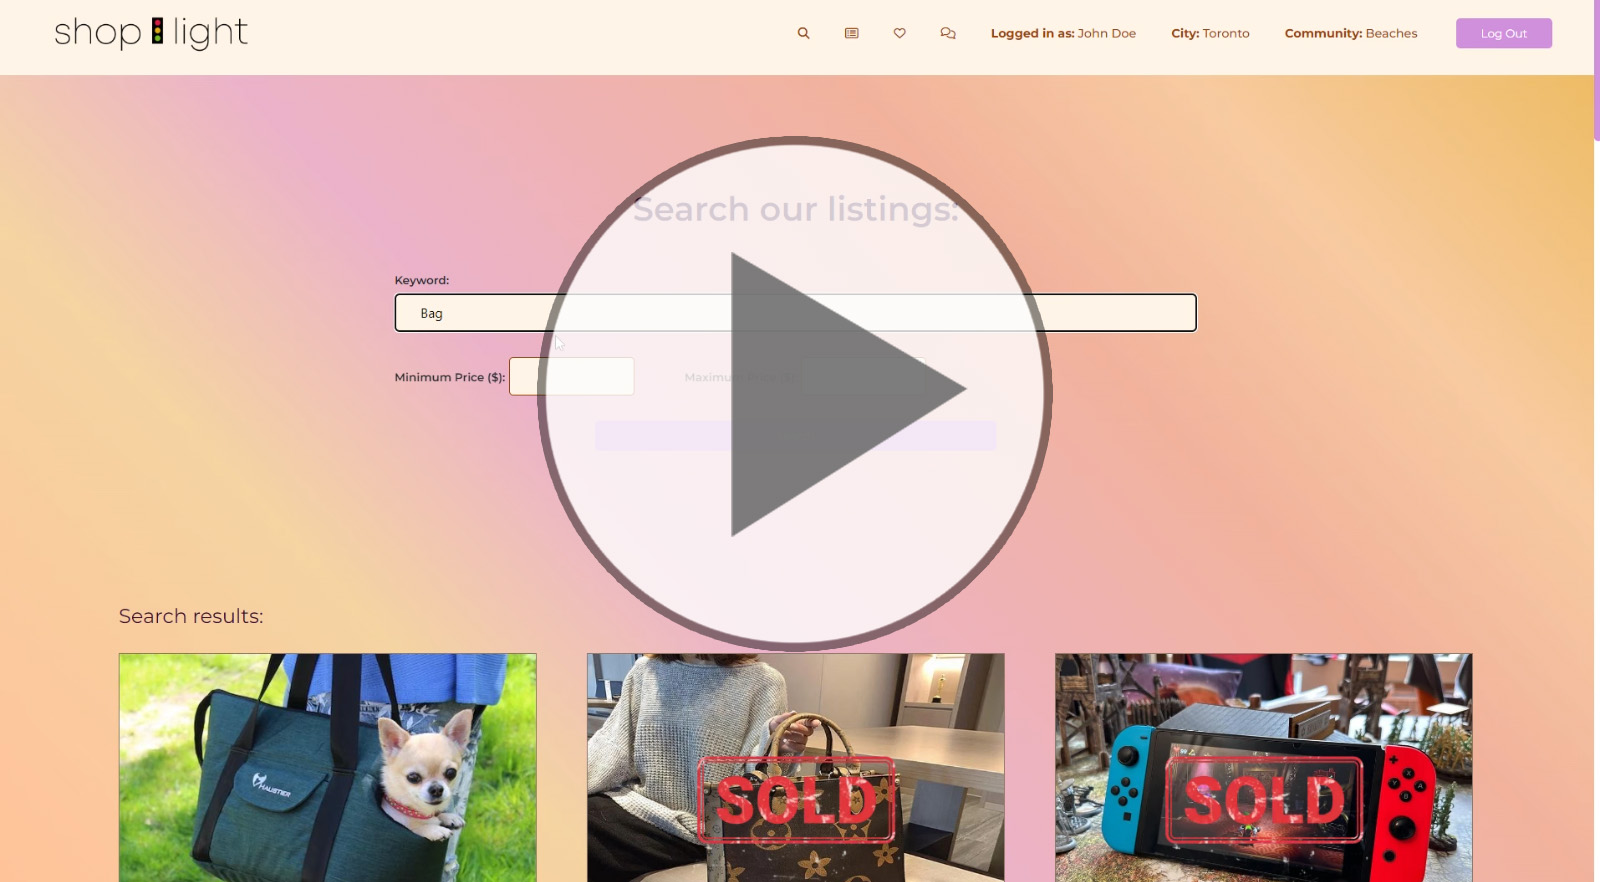 shop light
Logged in as: John Doe City: Toronto Community: Beaches Log Out
Search our listings:
Keyword:
Bag
Minimum Price ($): Maximum Price ($):
Search results:
HAUSTIER
SOLD
SOLD